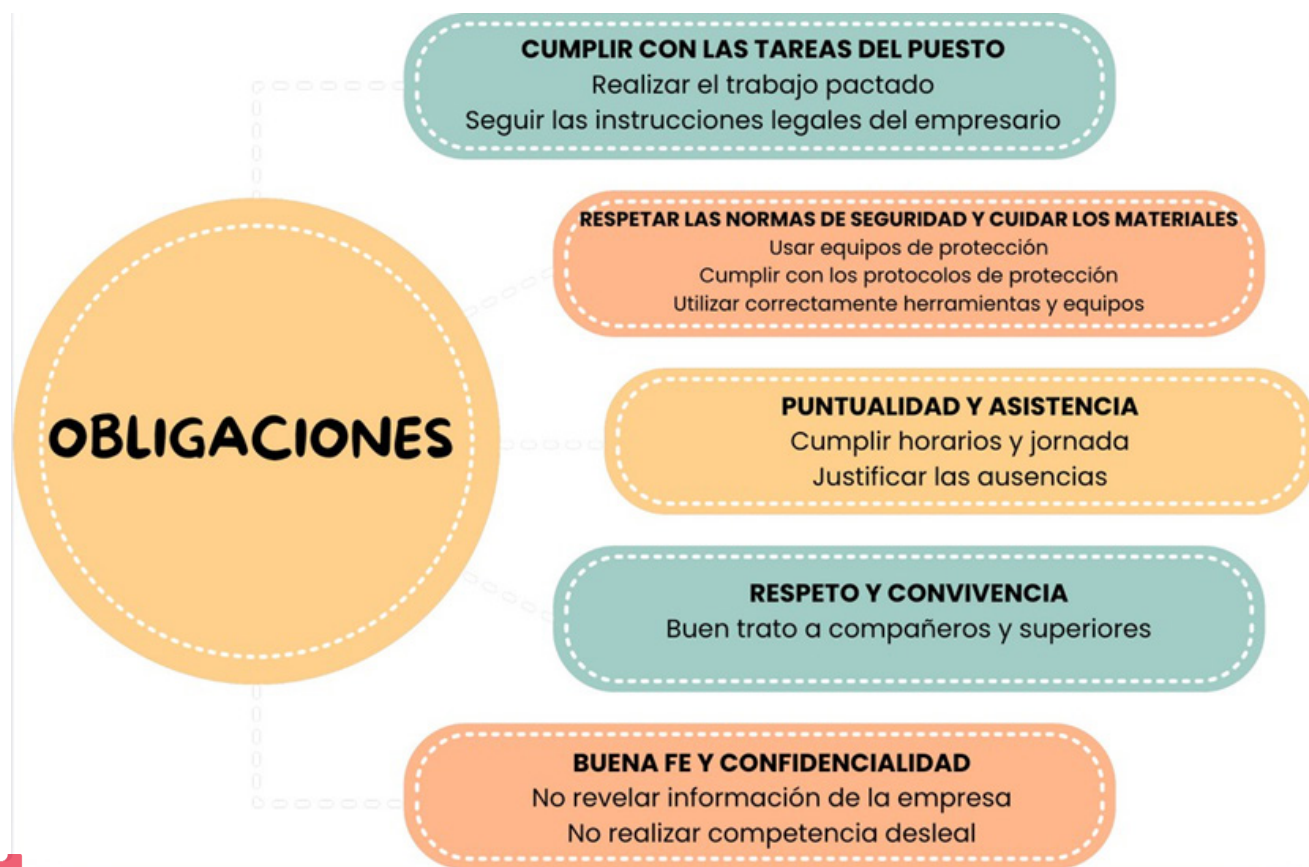 CUMPLIR CON LAS TAREAS DEL PUESTO
Realizar el trabajo pactado
Seguir las instrucciones legales del empresario
RESPETAR LAS NORMAS DE SEGURIDAD Y CUIDAR LOS MATERIALES
Usar equipos de protección
Cumplir con los protocolos de protección
Utilizar correctamente herramientas y equipos
OBLIGACIONES
PUNTUALIDAD Y ASISTENCIA
Cumplir horarios y jornada
Justificar las ausencias
RESPETO Y CONVIVENCIA
Buen trato a compañeros y superiores
BUENA FE Y CONFIDENCIALIDAD
No revelar información de la empresa
No realizar competencia desleal